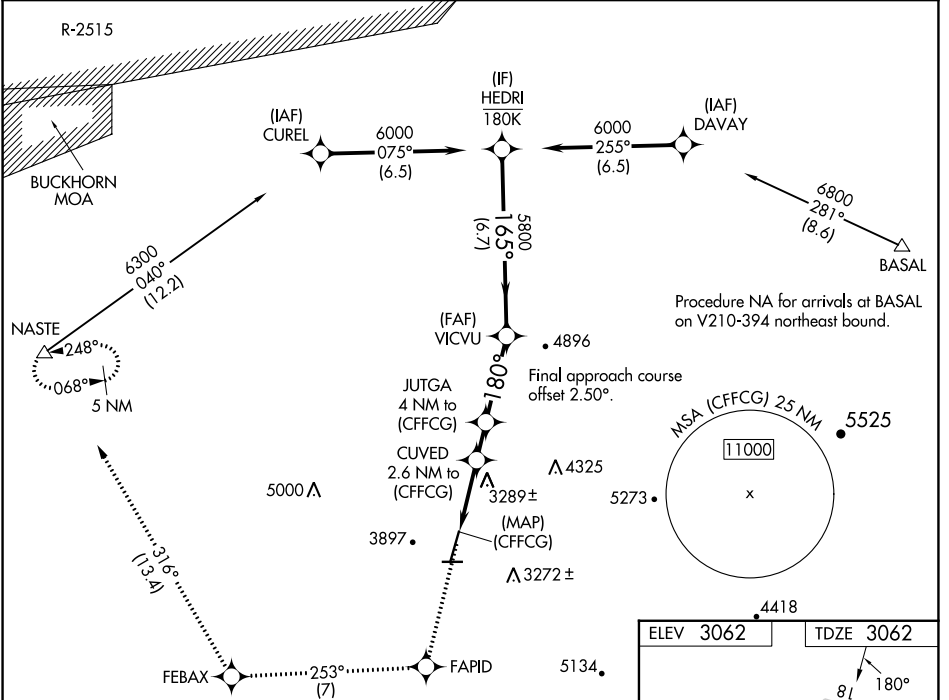 R-2515
BUCKHORN
MOA
(IAF)
CUREL
6000
075°
(6.5)
(IF)
HEDRI
180K
6000
255°
(6.5)
(IAF)
DAVAY
6800
281°
(8.6)
BASAL
5800
165°
(6.7)
6300
040°
(12.2)
NASTE
248°
068°
5 NM
Procedure NA for arrivals at BASAL
on V210-394 northeast bound.
(FAF)
VICVU
4896
180°
Final approach course
offset 2.50°.
JUTGA
4 NM to
(CFFCG)
CUVED
2.6 NM to
(CFFCG)
4325
5000
3289±
(MAP)
(CFFCG)
3897
3272±
MSA (CFFCG) 25 NM
5525
11000
x
5273
316°
(13.4)
FEBAX
253°
(7)
FAPID
5134
4418
ELEV 3062
TDZE 3062
180°
18